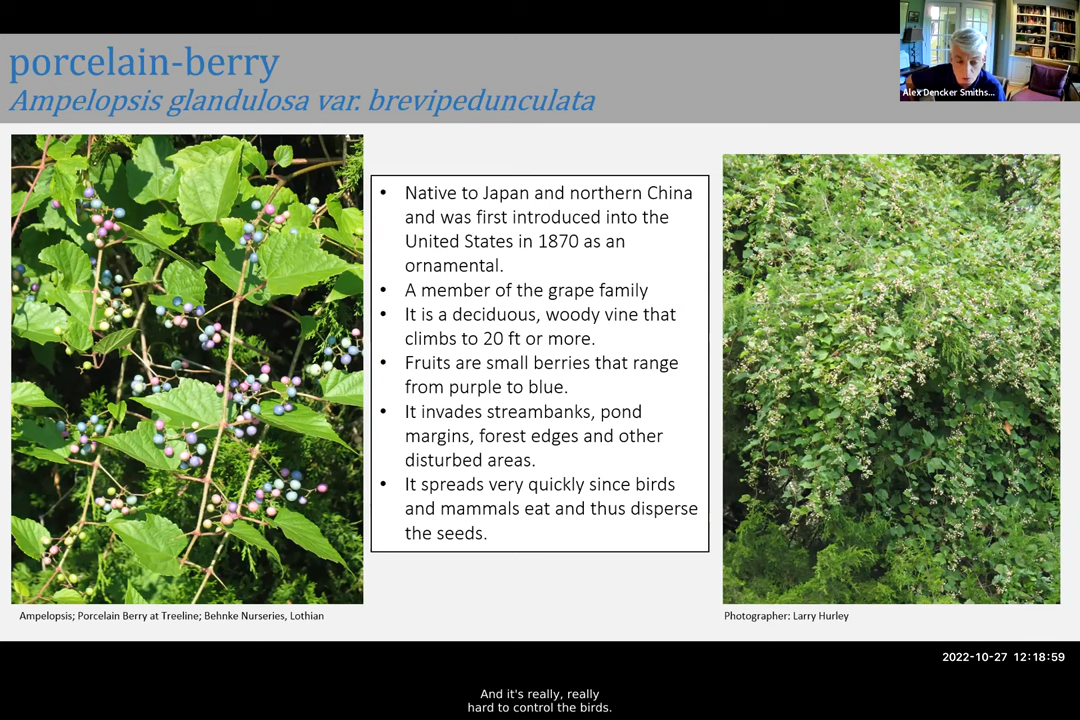 porcelain-berry
Ampelopsis glandulosa var. brevipedunculata
Alex Dencker Smiths...
• Native to Japan and northern China
and was first introduced into the
United States in 1870 as an
ornamental.
• A member of the grape family
• It is a deciduous, woody vine that
climbs to 20 ft or more.
• Fruits are small berries that range
from purple to blue.
• It invades streambanks, pond
margins, forest edges and other
disturbed areas.
• It spreads very quickly since birds
and mammals eat and thus disperse
the seeds.
Ampelopsis; Porcelain Berry at Treeline; Behnke Nurseries, Lothian
Photographer: Larry Hurley
2022-10-27 12:18:59
And it's really, really
hard to control the birds.